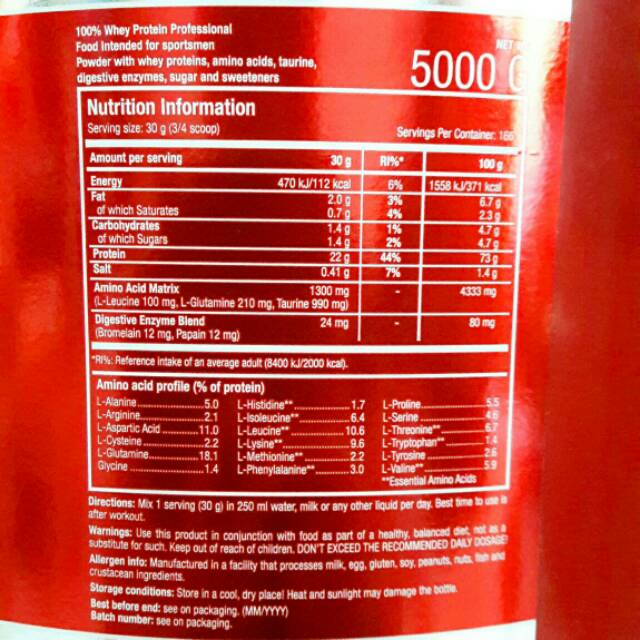 100% Whey Protein Professional
Food intended for sportsmen
Powder with whey proteins, amino acids, taurine,
digestive enzymes, sugar and sweeteners
NET
5000 G
Nutrition Information
Serving size: 30 g (3/4 scoop)
Servings Per Container: 166
Amount per serving 30 g RI%* 100 g
Energy 470 kJ/112 kcal 6% 1558 kJ/371 kcal
Fat 2.0 g 3% 6.7 g
of which Saturates 0.7 g 4% 2.3 g
Carbohydrates 1.4 g 1% 4.7 g
of which Sugars 1.4 g 2% 4.7 g
Protein 22 g 44% 73 g
Salt 0.41 g 7% 1.4 g
Amino Acid Matrix 1300 mg - 4333 mg
(L-Leucine 100 mg, L-Glutamine 210 mg, Taurine 990 mg)
Digestive Enzyme Blend 24 mg - 80 mg
(Bromelain 12 mg, Papain 12 mg)
*RI%: Reference intake of an average adult (8400 kJ/2000 kcal).
Amino acid profile (% of protein)
L-Alanine 5.0 L-Histidine** 1.7 L-Proline 5.5
L-Arginine 2.1 L-Isoleucine** 6.4 L-Serine 4.6
L-Aspartic Acid 11.0 L-Leucine** 10.6 L-Threonine** 6.7
L-Cysteine 2.2 L-Lysine** 9.6 L-Tryptophan** 1.4
L-Glutamine 18.1 L-Methionine** 2.2 L-Tyrosine 2.6
Glycine 1.4 L-Phenylalanine** 3.0 L-Valine** 5.9
**Essential Amino Acids
Directions: Mix 1 serving (30 g) in 250 ml water, milk or any other liquid per day. Best time to use is
after workout.
Warnings: Use this product in conjunction with food as part of a healthy, balanced diet, not as a
substitute for such. Keep out of reach of children. DON'T EXCEED THE RECOMMENDED DAILY DOSAGE!
Allergen info: Manufactured in a facility that processes milk, egg, gluten, soy, peanuts, nuts, fish and
crustacean ingredients.
Storage conditions: Store in a cool, dry place! Heat and sunlight may damage the bottle.
Best before end: see on packaging. (MM/YYYY)
Batch number: see on packaging.